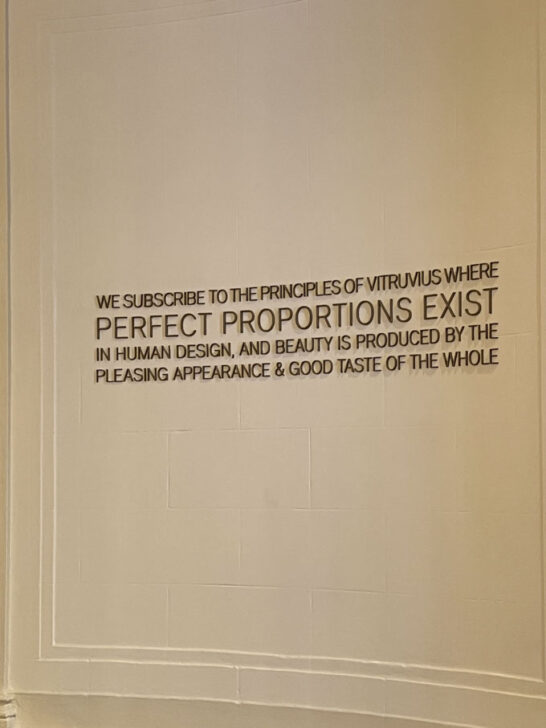 WE SUBSCRIBE TO THE PRINCIPLES OF VITRUVIUS WHERE
PERFECT PROPORTIONS EXIST
IN HUMAN DESIGN, AND BEAUTY IS PRODUCED BY THE
PLEASING APPEARANCE & GOOD TASTE OF THE WHOLE